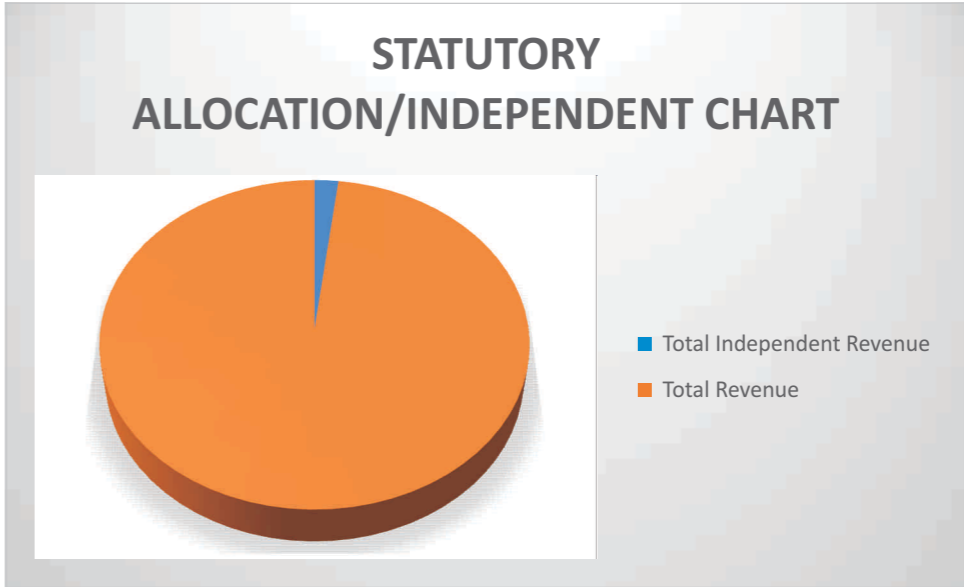 STATUTORY
ALLOCATION/INDEPENDENT CHART
Total Independent Revenue
Total Revenue